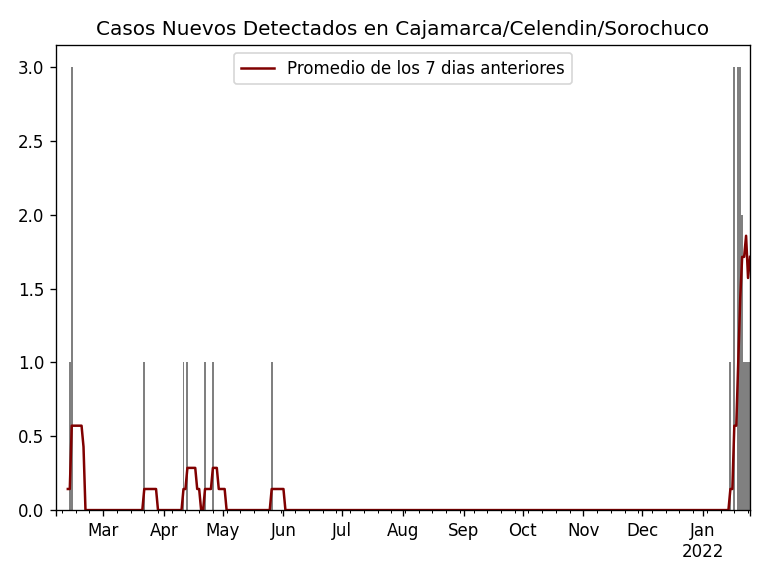 Casos Nuevos Detectados en Cajamarca/Celendin/Sorochuco
Promedio de los 7 dias anteriores
3.0
2.5
2.0
1.5
1.0
0.5
0.0
Mar Apr May Jun Jul Aug Sep Oct Nov Dec Jan
2022